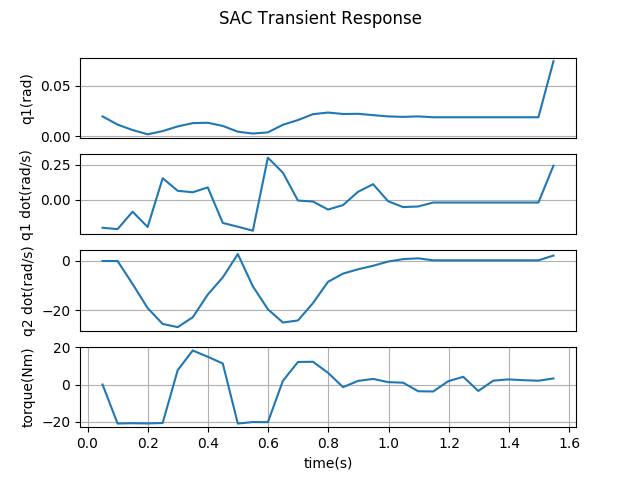 SAC Transient Response
q1(rad)
0.05
0.00
q1 dot(rad/s)
0.25
0.00
q2 dot(rad/s)
0
−20
torque(Nm)
20
0
−20
0.0 0.2 0.4 0.6 0.8 1.0 1.2 1.4 1.6
time(s)